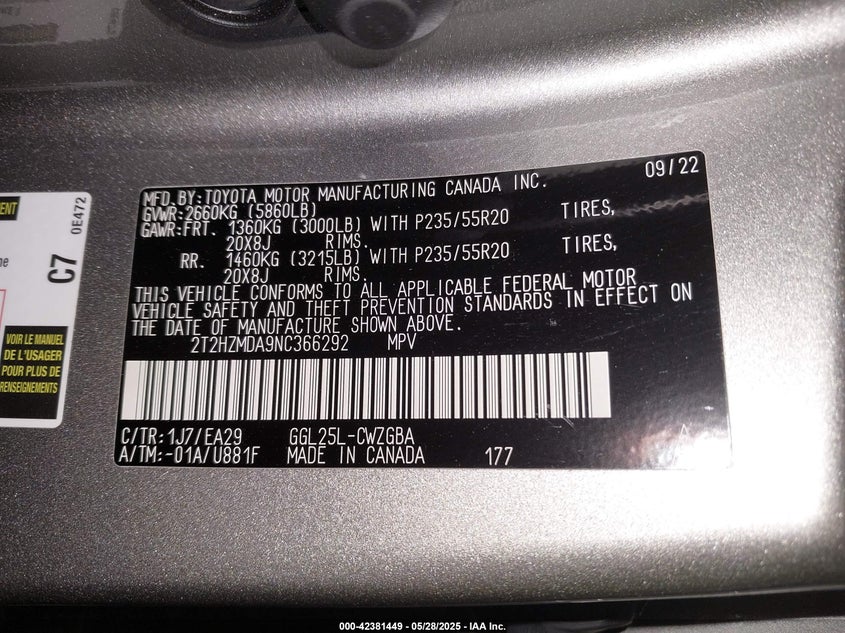 MFD.BY:TOYOTA MOTOR MANUFACTURING CANADA INC. 09/22
GVWR:2660KG (5860LB)
GAWR:FRT. 1360KG (3000LB) WITH P235/55R20 TIRES,
20X8J RIMS.
RR. 1460KG (3215LB) WITH P235/55R20 TIRES,
20X8J RIMS.
THIS VEHICLE CONFORMS TO ALL APPLICABLE FEDERAL MOTOR
VEHICLE SAFETY AND THEFT PREVENTION STANDARDS IN EFFECT ON
THE DATE OF MANUFACTURE SHOWN ABOVE.
2T2HZMDA9NC366292 MPV
C/TR:1J7/EA29 GGL25L-CWZGBA A
A/TM:-01A/U881F MADE IN CANADA 177
0E472
C7
VOIR LE MANUEL
DE L'USAGER
POUR PLUS DE
RENSEIGNEMENTS
000-42381449 - 05/28/2025 - IAA Inc.